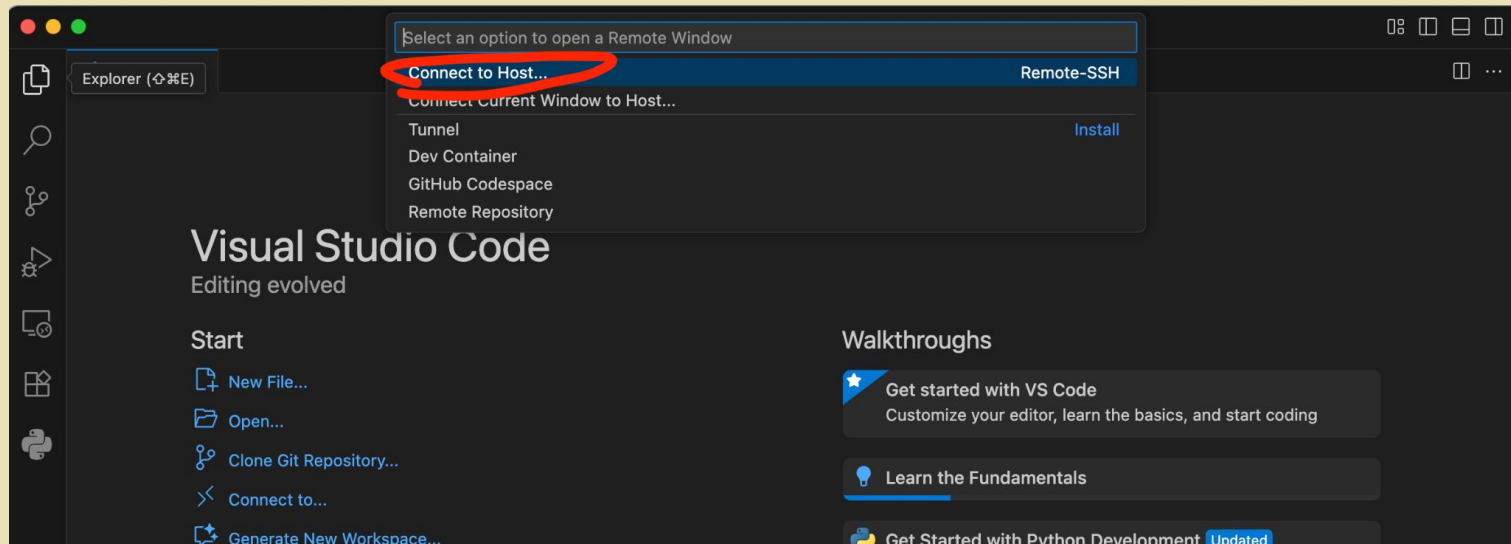 Select an option to open a Remote Window
Explorer (⇧⌘E)
Connect to Host... Remote-SSH
Connect Current Window to Host...
Tunnel Install
Dev Container
GitHub Codespace
Remote Repository
Visual Studio Code
Editing evolved
Start
New File...
Open...
Clone Git Repository...
Connect to...
Generate New Workspace...
Walkthroughs
Get started with VS Code
Customize your editor, learn the basics, and start coding
Learn the Fundamentals
Get Started with Python Development Updated